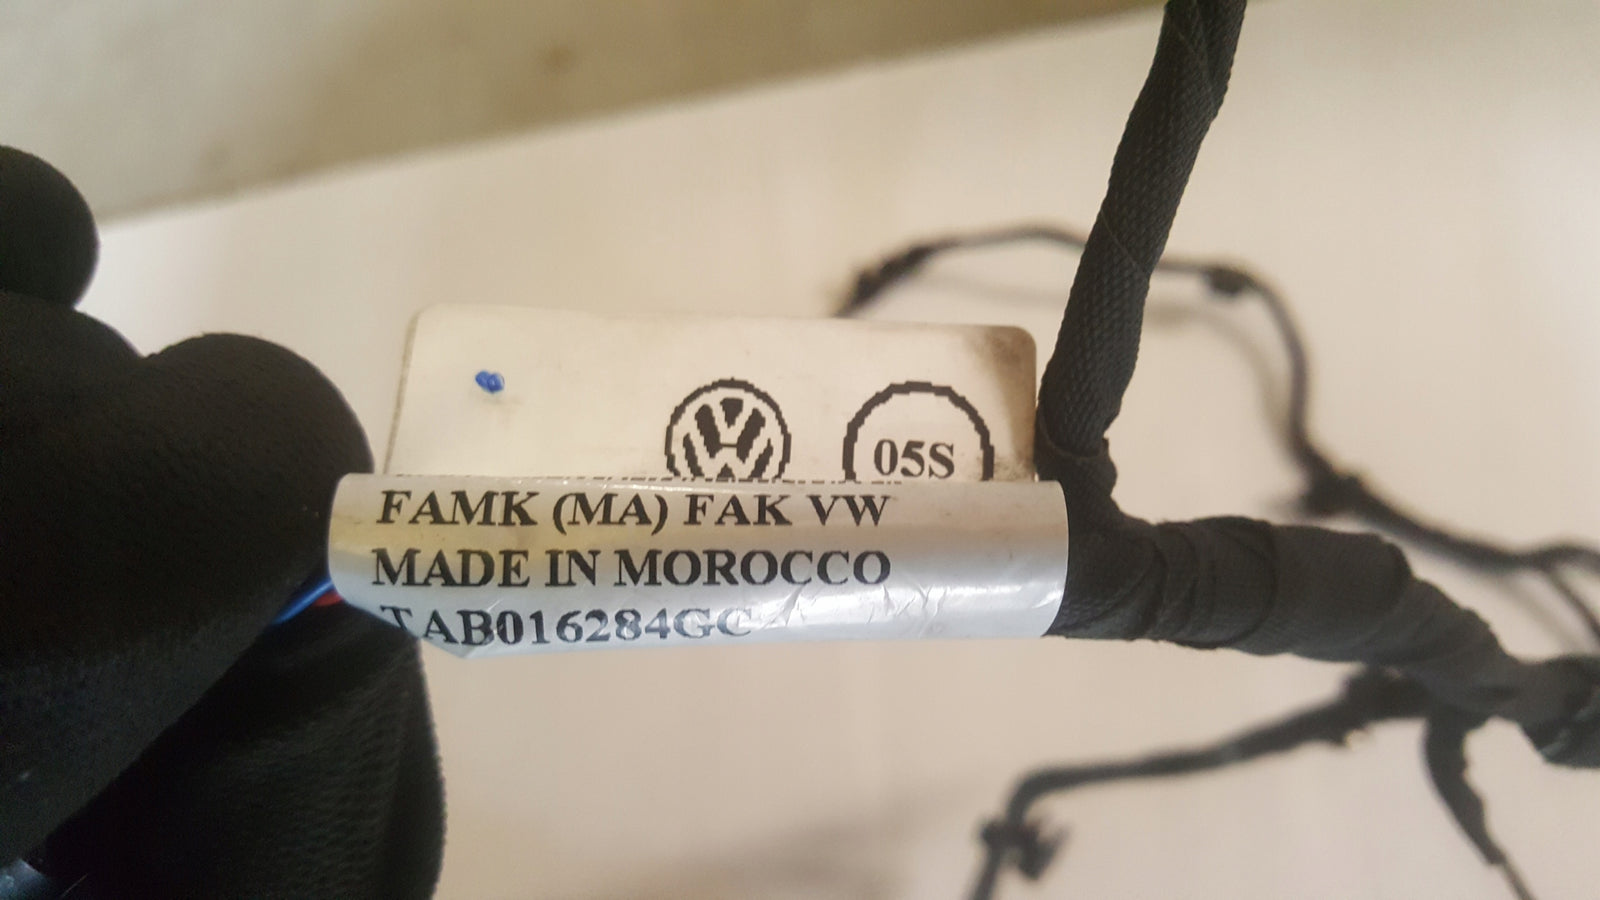 05S
FAMK (MA) FAK VW
MADE IN MOROCCO
TAB016284GC